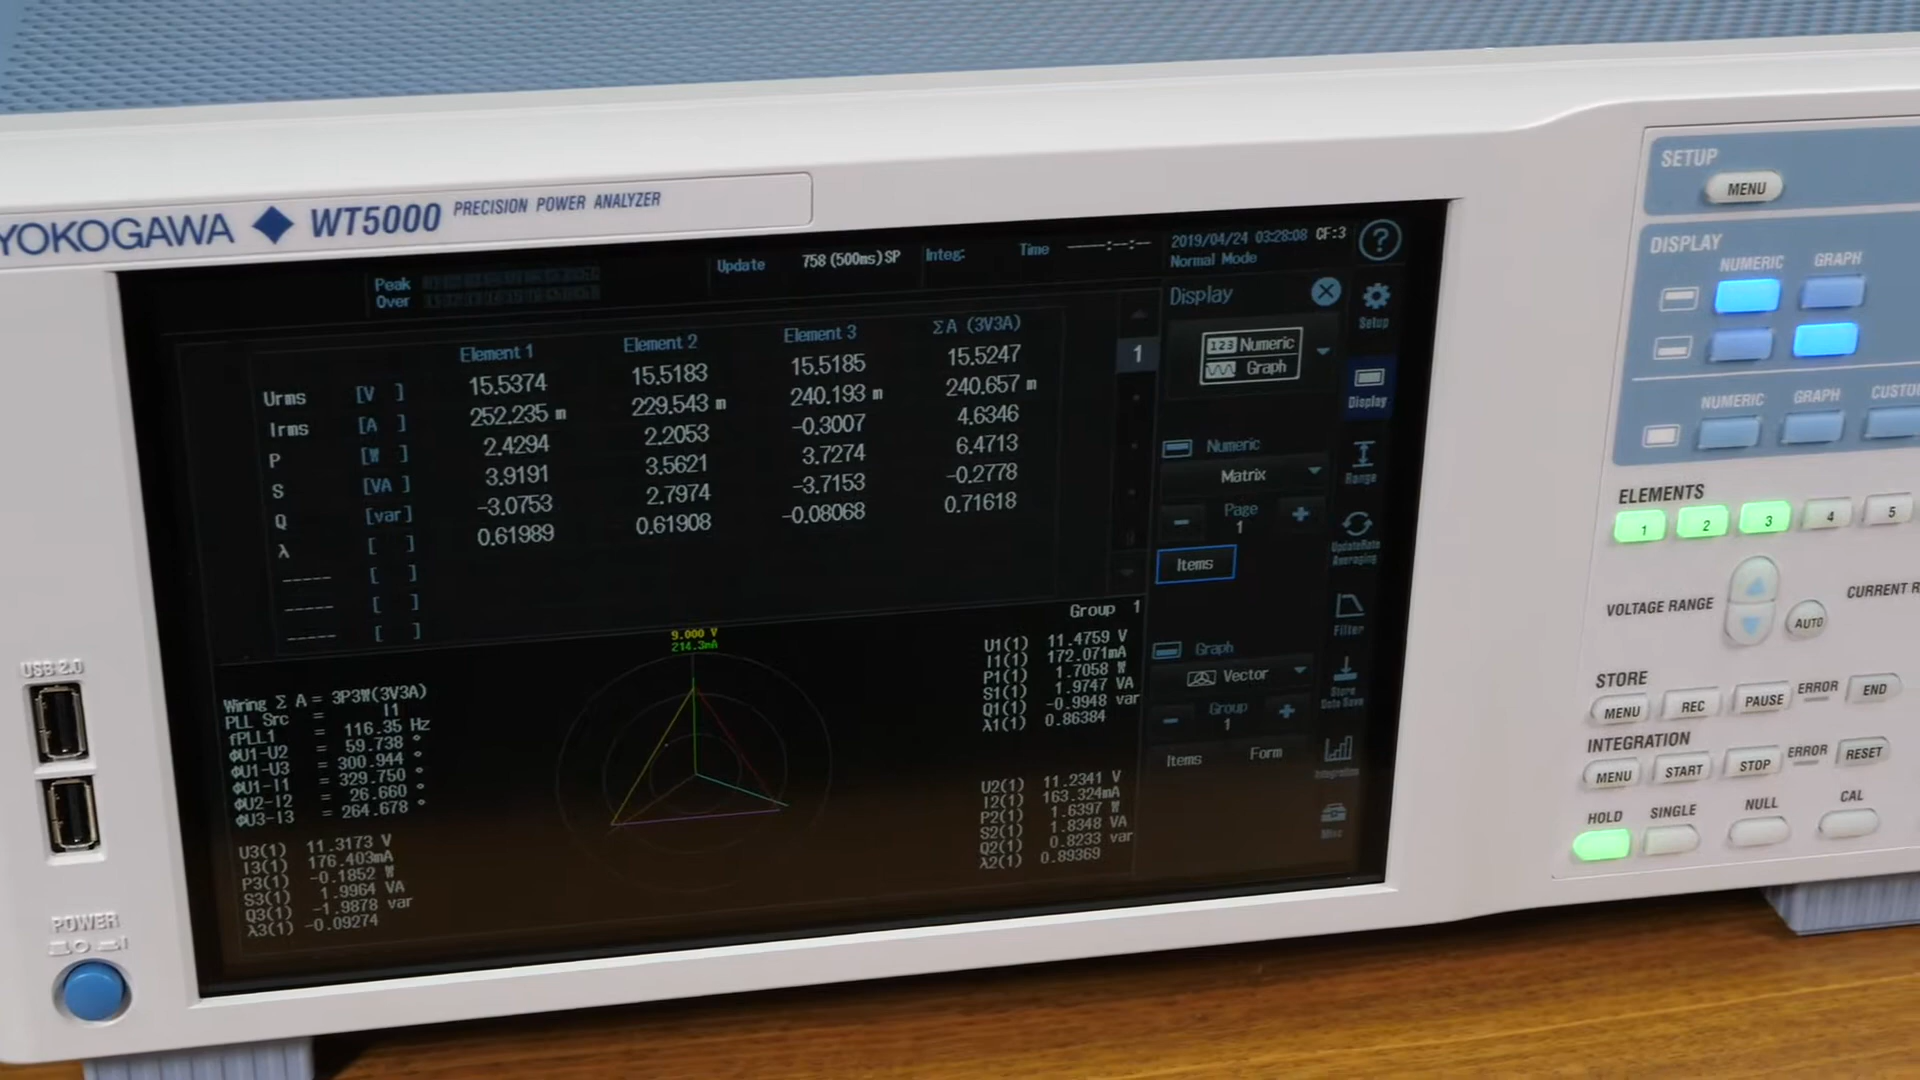 YOKOGAWA ◆ WT5000 PRECISION POWER ANALYZER
Peak
Over
Update 758 (500ms)SP
Integ:
Time -----:--:--
2019/04/24 03:28:08 CF:3
Normal Mode
?
Element 1 Element 2 Element 3 ΣA (3V3A)
Urms [V ] 15.5374 15.5183 15.5185 15.5247
Irms [A ] 252.235 m 229.543 m 240.193 m 240.657 m
P [W ] 2.4294 2.2053 -0.3007 4.6346
S [VA ] 3.9191 3.5621 3.7274 6.4713
Q [var] -3.0753 2.7974 -3.7153 -0.2778
λ [ ] 0.61989 0.61908 -0.08068 0.71618
----- [ ]
----- [ ]
----- [ ]
1
Display
123 Numeric
Graph
Numeric
Matrix
Page
- 1 +
Items
Graph
Vector
Group
- 1 +
Items Form
Setup
Display
Range
UpdateRate
Averaging
Filter
Store
Data Save
Integration
Misc
Group 1
9.000 V
214.3mA
Wiring Σ A = 3P3W(3V3A)
PLL Src = I1
fPLL1 = 116.35 Hz
ΦU1-U2 = 59.738 °
ΦU1-U3 = 300.944 °
ΦU1-I1 = 329.750 °
ΦU2-I2 = 26.660 °
ΦU3-I3 = 264.678 °
U3(1) 11.3173 V
I3(1) 176.403mA
P3(1) -0.1852 W
S3(1) 1.9964 VA
Q3(1) -1.9878 var
λ3(1) -0.09274
U1(1) 11.4759 V
I1(1) 172.071mA
P1(1) 1.7058 W
S1(1) 1.9747 VA
Q1(1) -0.9948 var
λ1(1) 0.86384
U2(1) 11.2341 V
I2(1) 163.324mA
P2(1) 1.6397 W
S2(1) 1.8348 VA
Q2(1) 0.8233 var
λ2(1) 0.89369
USB 2.0
POWER
SETUP
MENU
DISPLAY
NUMERIC GRAPH
NUMERIC GRAPH
ELEMENTS
1 2 3 4 5
VOLTAGE RANGE
AUTO
CURRENT
STORE
MENU REC PAUSE ERROR END
INTEGRATION
MENU START STOP ERROR RESET
HOLD SINGLE NULL CAL